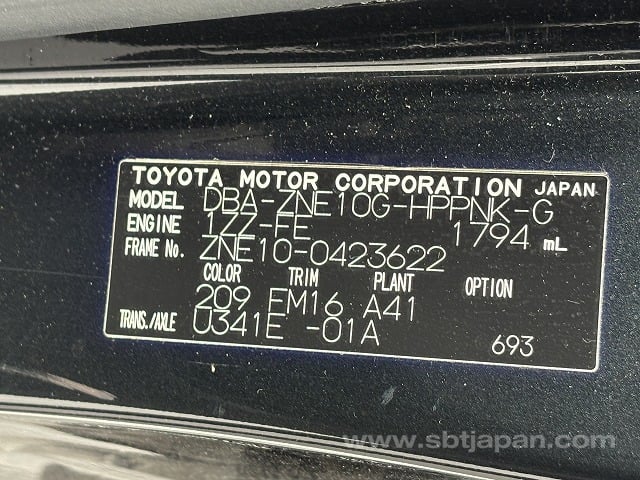 TOYOTA MOTOR CORPORATION JAPAN
MODEL DBA-ZNE10G-HPPNK-G
ENGINE 1ZZ-FE 1794 mL
FRAME No. ZNE10-0423622
COLOR TRIM PLANT OPTION
209 EM16 A41
TRANS./AXLE U341E -01A
693
www.sbtjapan.com